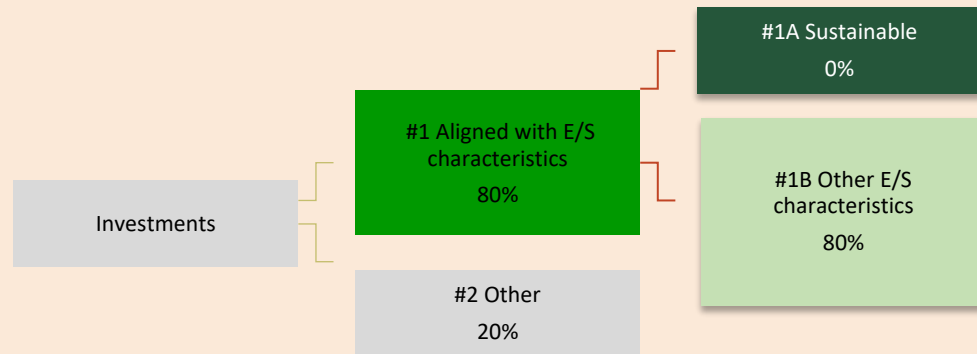 Investments
#1 Aligned with E/S
characteristics
80%
#2 Other
20%
#1A Sustainable
0%
#1B Other E/S
characteristics
80%